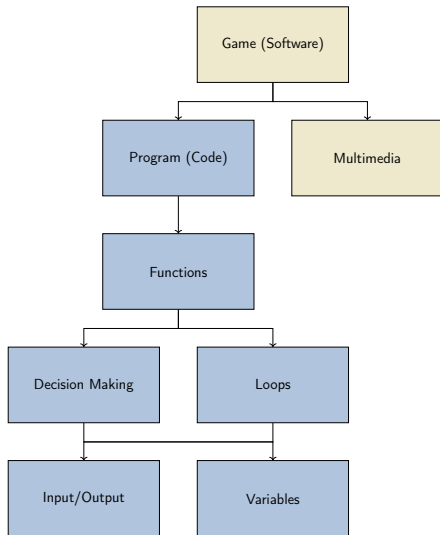 Game (Software)
Program (Code)
Multimedia
Functions
Decision Making
Loops
Input/Output
Variables